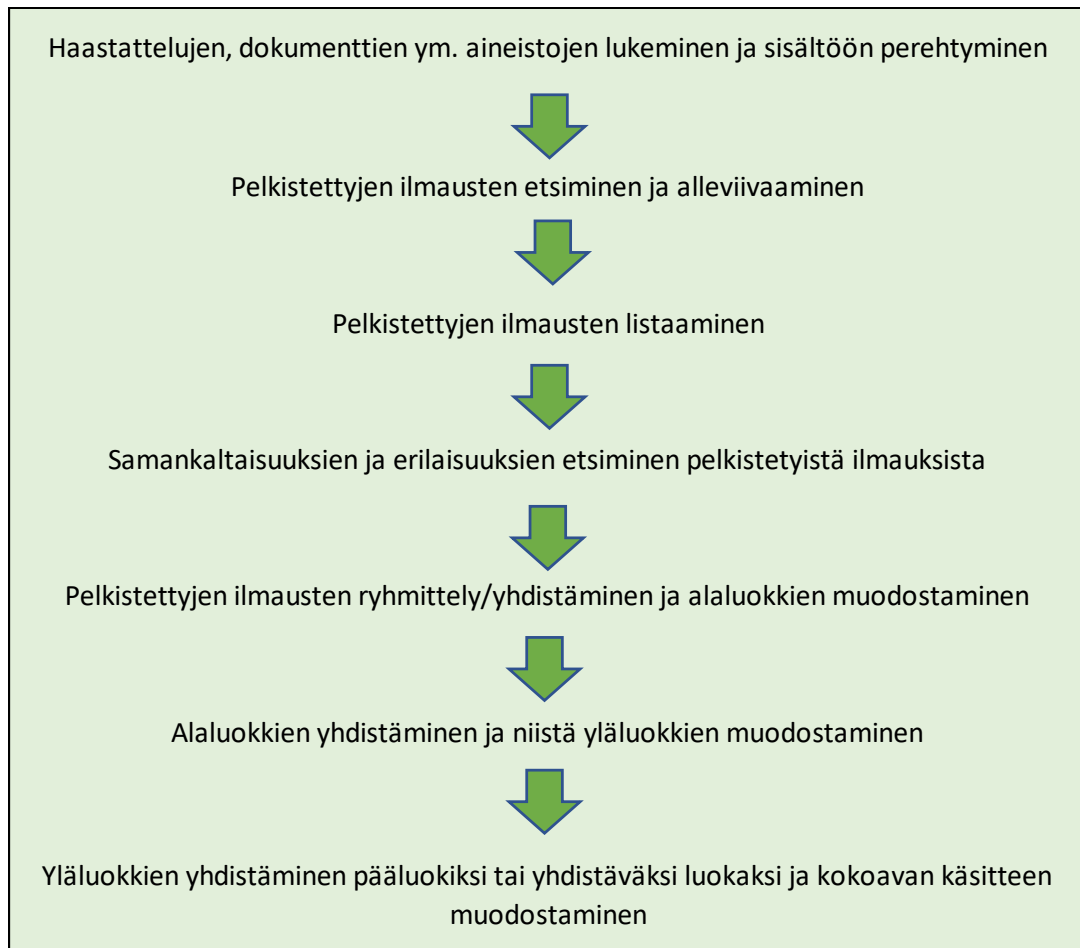 Haastattelujen, dokumenttien ym. aineistojen lukeminen ja sisältöön perehtyminen
Pelkistettyjen ilmausten etsiminen ja alleviivaaminen
Pelkistettyjen ilmausten listaaminen
Samankaltaisuuksien ja erilaisuuksien etsiminen pelkistetyistä ilmauksista
Pelkistettyjen ilmausten ryhmittely/yhdistäminen ja alaluokkien muodostaminen
Alaluokkien yhdistäminen ja niistä yläluokkien muodostaminen
Yläluokkien yhdistäminen pääluokiksi tai yhdistäväksi luokaksi ja kokoavan käsitteen
muodostaminen